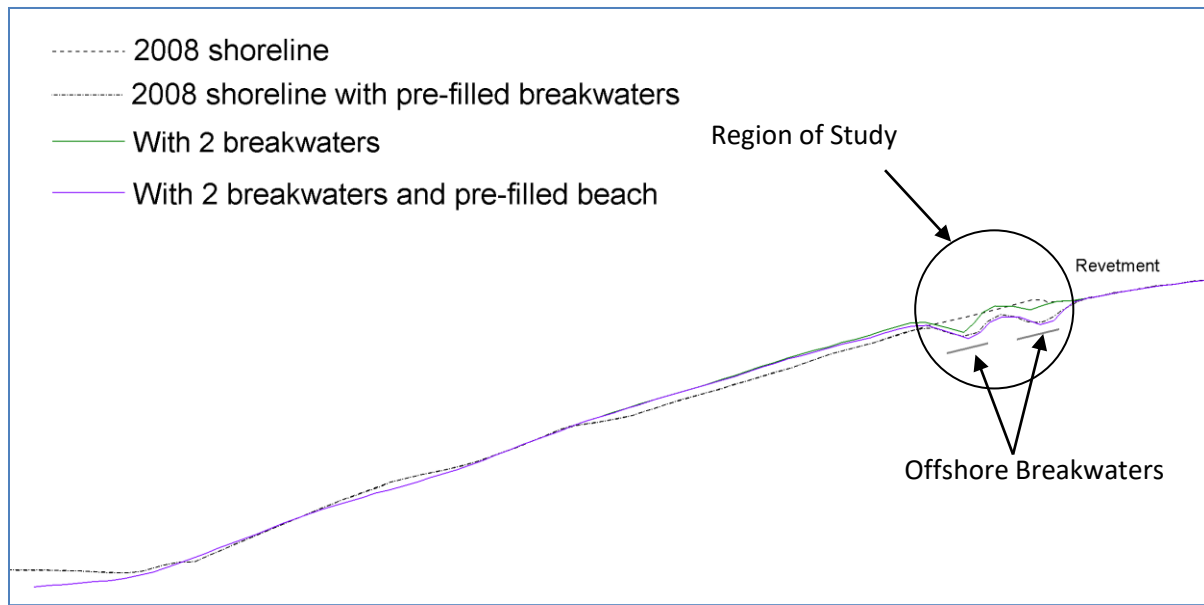 2008 shoreline
2008 shoreline with pre-filled breakwaters
With 2 breakwaters
With 2 breakwaters and pre-filled beach
Region of Study
Revetment
Offshore Breakwaters